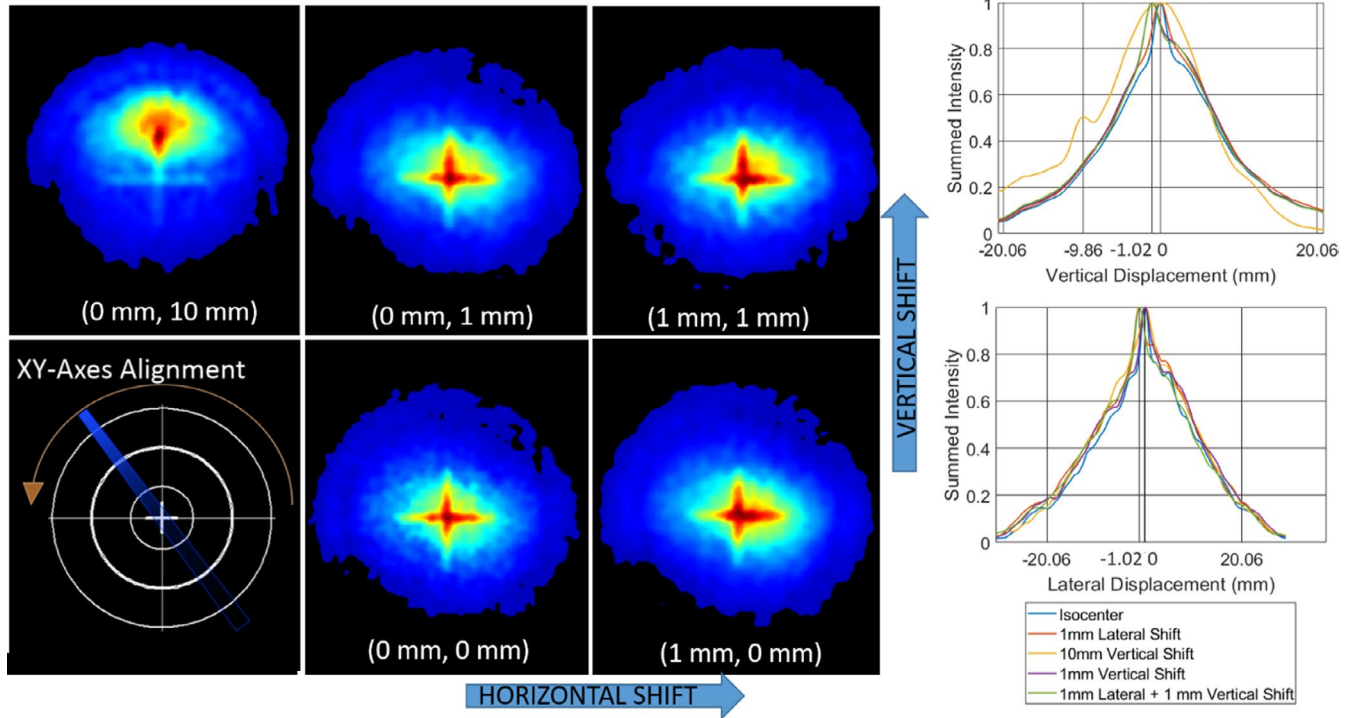 (0 mm, 10 mm)
(0 mm, 1 mm)
(1 mm, 1 mm)
XY-Axes Alignment
(0 mm, 0 mm)
(1 mm, 0 mm)
HORIZONTAL SHIFT
VERTICAL SHIFT
1
0.8
0.6
0.4
0.2
0
Summed Intensity
-20.06
-9.86
-1.02
0
20.06
Vertical Displacement (mm)
1
0.8
0.6
0.4
0.2
0
Summed Intensity
-20.06
-1.02
0
20.06
Lateral Displacement (mm)
Isocenter
1mm Lateral Shift
10mm Vertical Shift
1mm Vertical Shift
1mm Lateral + 1 mm Vertical Shift